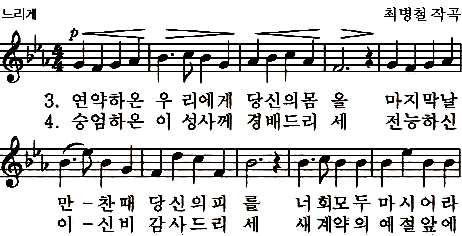 느리게 최병철 작곡
p
3. 연약하온 우리에게 당신의몸 을 마지막날
4. 숭엄하온 이 성사께 경배드리 세 전능하신
만 - 찬때 당신의피 를 너희모두 마시어라
이 - 신비 감사드리 세 새계약의 예절앞에